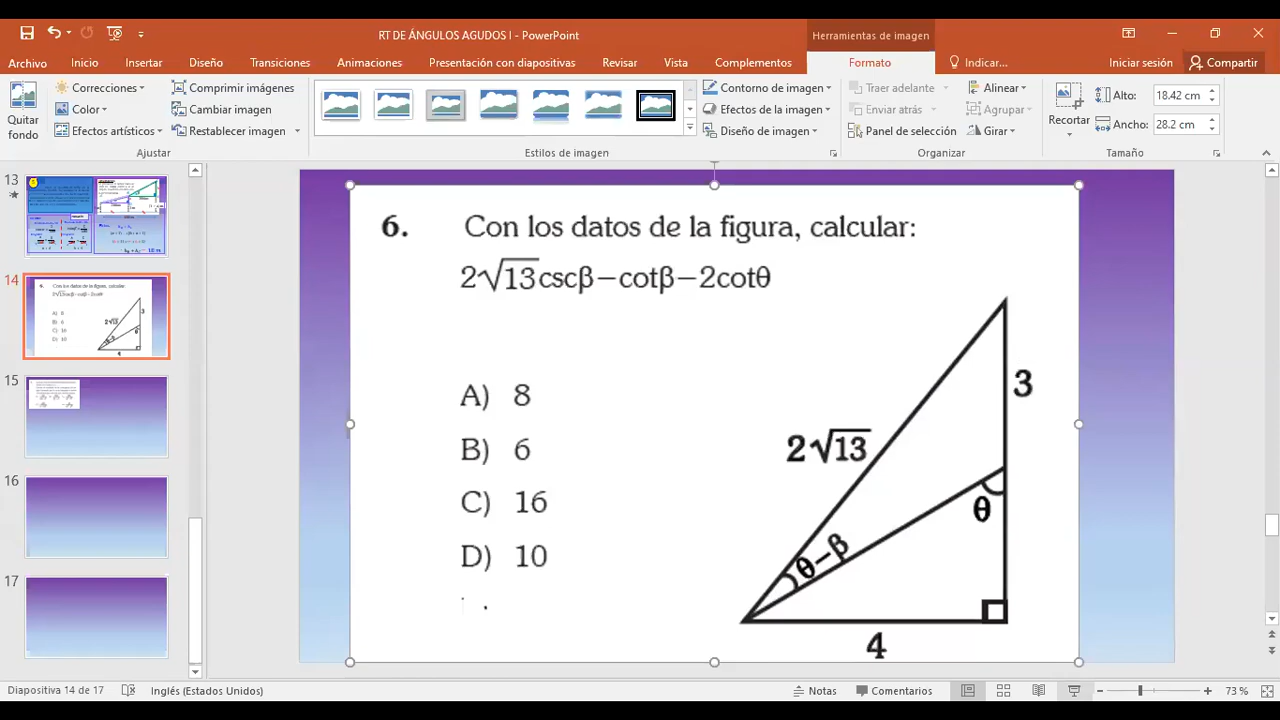 RT DE ÁNGULOS AGUDOS I - PowerPoint
Herramientas de imagen
Archivo
Inicio
Insertar
Diseño
Transiciones
Animaciones
Presentación con diapositivas
Revisar
Vista
Complementos
Formato
Indicar...
Iniciar sesión
Compartir
Quitar
fondo
Correcciones
Color
Efectos artísticos
Comprimir imágenes
Cambiar imagen
Restablecer imagen
Ajustar
Estilos de imagen
Contorno de imagen
Efectos de la imagen
Diseño de imagen
Traer adelante
Enviar atrás
Panel de selección
Alinear
Agrupar
Girar
Organizar
Recortar
Alto: 18.42 cm
Ancho: 28.2 cm
Tamaño
13
14
15
16
17
6. Con los datos de la figura, calcular:
2√13cscβ−cotβ−2cotθ
A) 8
B) 6
C) 16
D) 10
3
2√13
θ
θ−β
4
Diapositiva 14 de 17
Inglés (Estados Unidos)
Notas
Comentarios
73 %